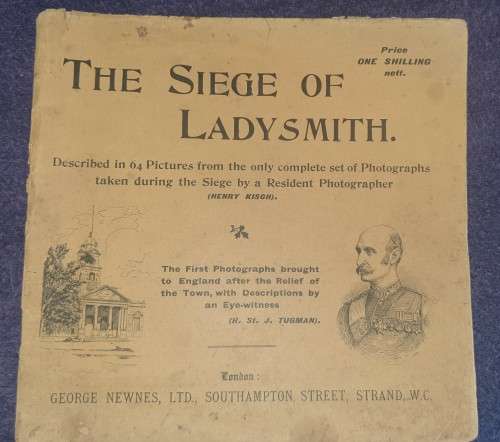 Price
ONE SHILLING
nett.
THE SIEGE OF
LADYSMITH.
Described in 64 Pictures from the only complete set of Photographs
taken during the Siege by a Resident Photographer
(HENRY KISCH).
The First Photographs brought
to England after the Relief of
the Town, with Descriptions by
an Eye-witness
(H. St. J. TUGMAN).
London:
GEORGE NEWNES, LTD., SOUTHAMPTON STREET, STRAND, W.C.